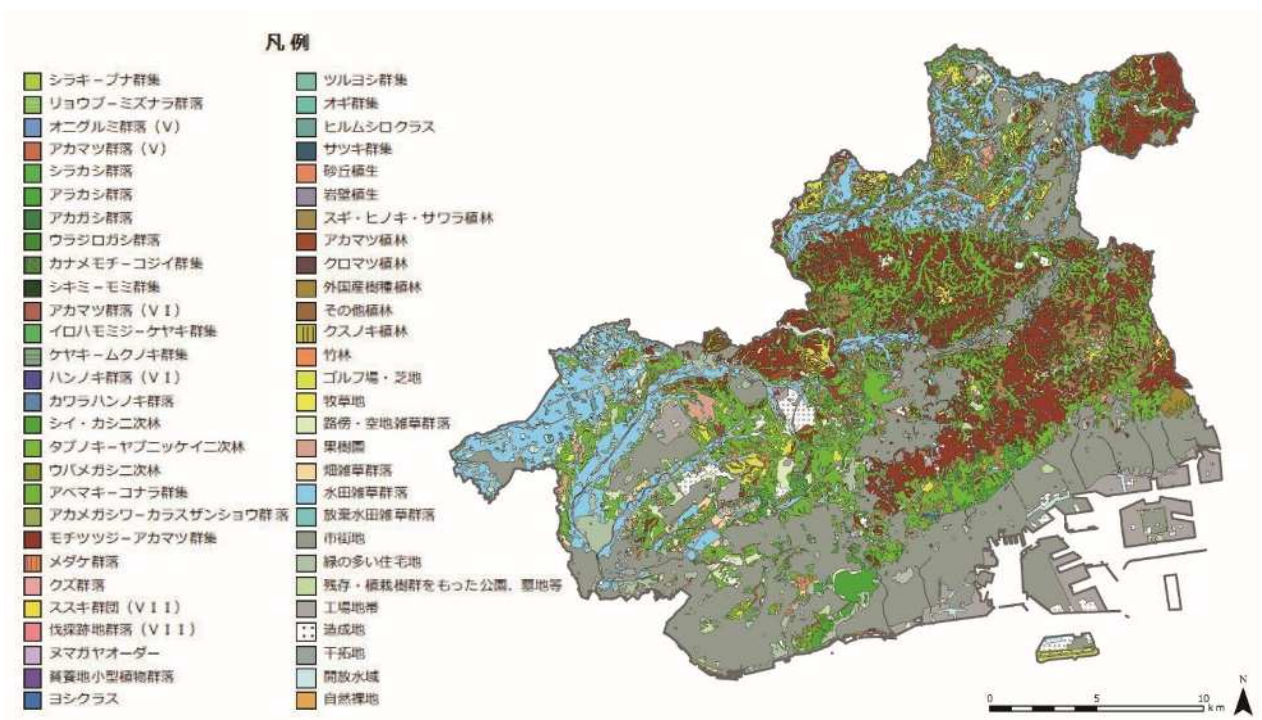 凡例
シラキ－ブナ群集
リョウブ－ミズナラ群落
オニグルミ群落（V）
アカマツ群落（V）
シラカシ群落
アラカシ群落
アカガシ群落
ウラジロガシ群落
カナメモチ－コジイ群集
シキミ－モミ群集
アカマツ群落（VI）
イロハモミジ－ケヤキ群集
ケヤキ－ムクノキ群集
ハンノキ群落（VI）
カワラハンノキ群落
シイ・カシ二次林
タブノキ－ヤブニッケイ二次林
ウバメガシ二次林
アベマキ－コナラ群集
アカメガシワ－カラスザンショウ群落
モチツツジ－アカマツ群集
メダケ群落
クズ群落
ススキ群団（VII）
伐採跡地群落（VII）
ヌマガヤオーダー
貧養地小型植物群落
ヨシクラス
ツルヨシ群集
オギ群集
ヒルムシロクラス
サツキ群集
砂丘植生
岩壁植生
スギ・ヒノキ・サワラ植林
アカマツ植林
クロマツ植林
外国産樹種植林
その他植林
クスノキ植林
竹林
ゴルフ場・芝地
牧草地
路傍・空地雑草群落
果樹園
畑雑草群落
水田雑草群落
放棄水田雑草群落
市街地
緑の多い住宅地
残存・植栽樹群をもった公園、墓地等
工場地帯
造成地
干拓地
開放水域
自然裸地
N
0 5 10
km